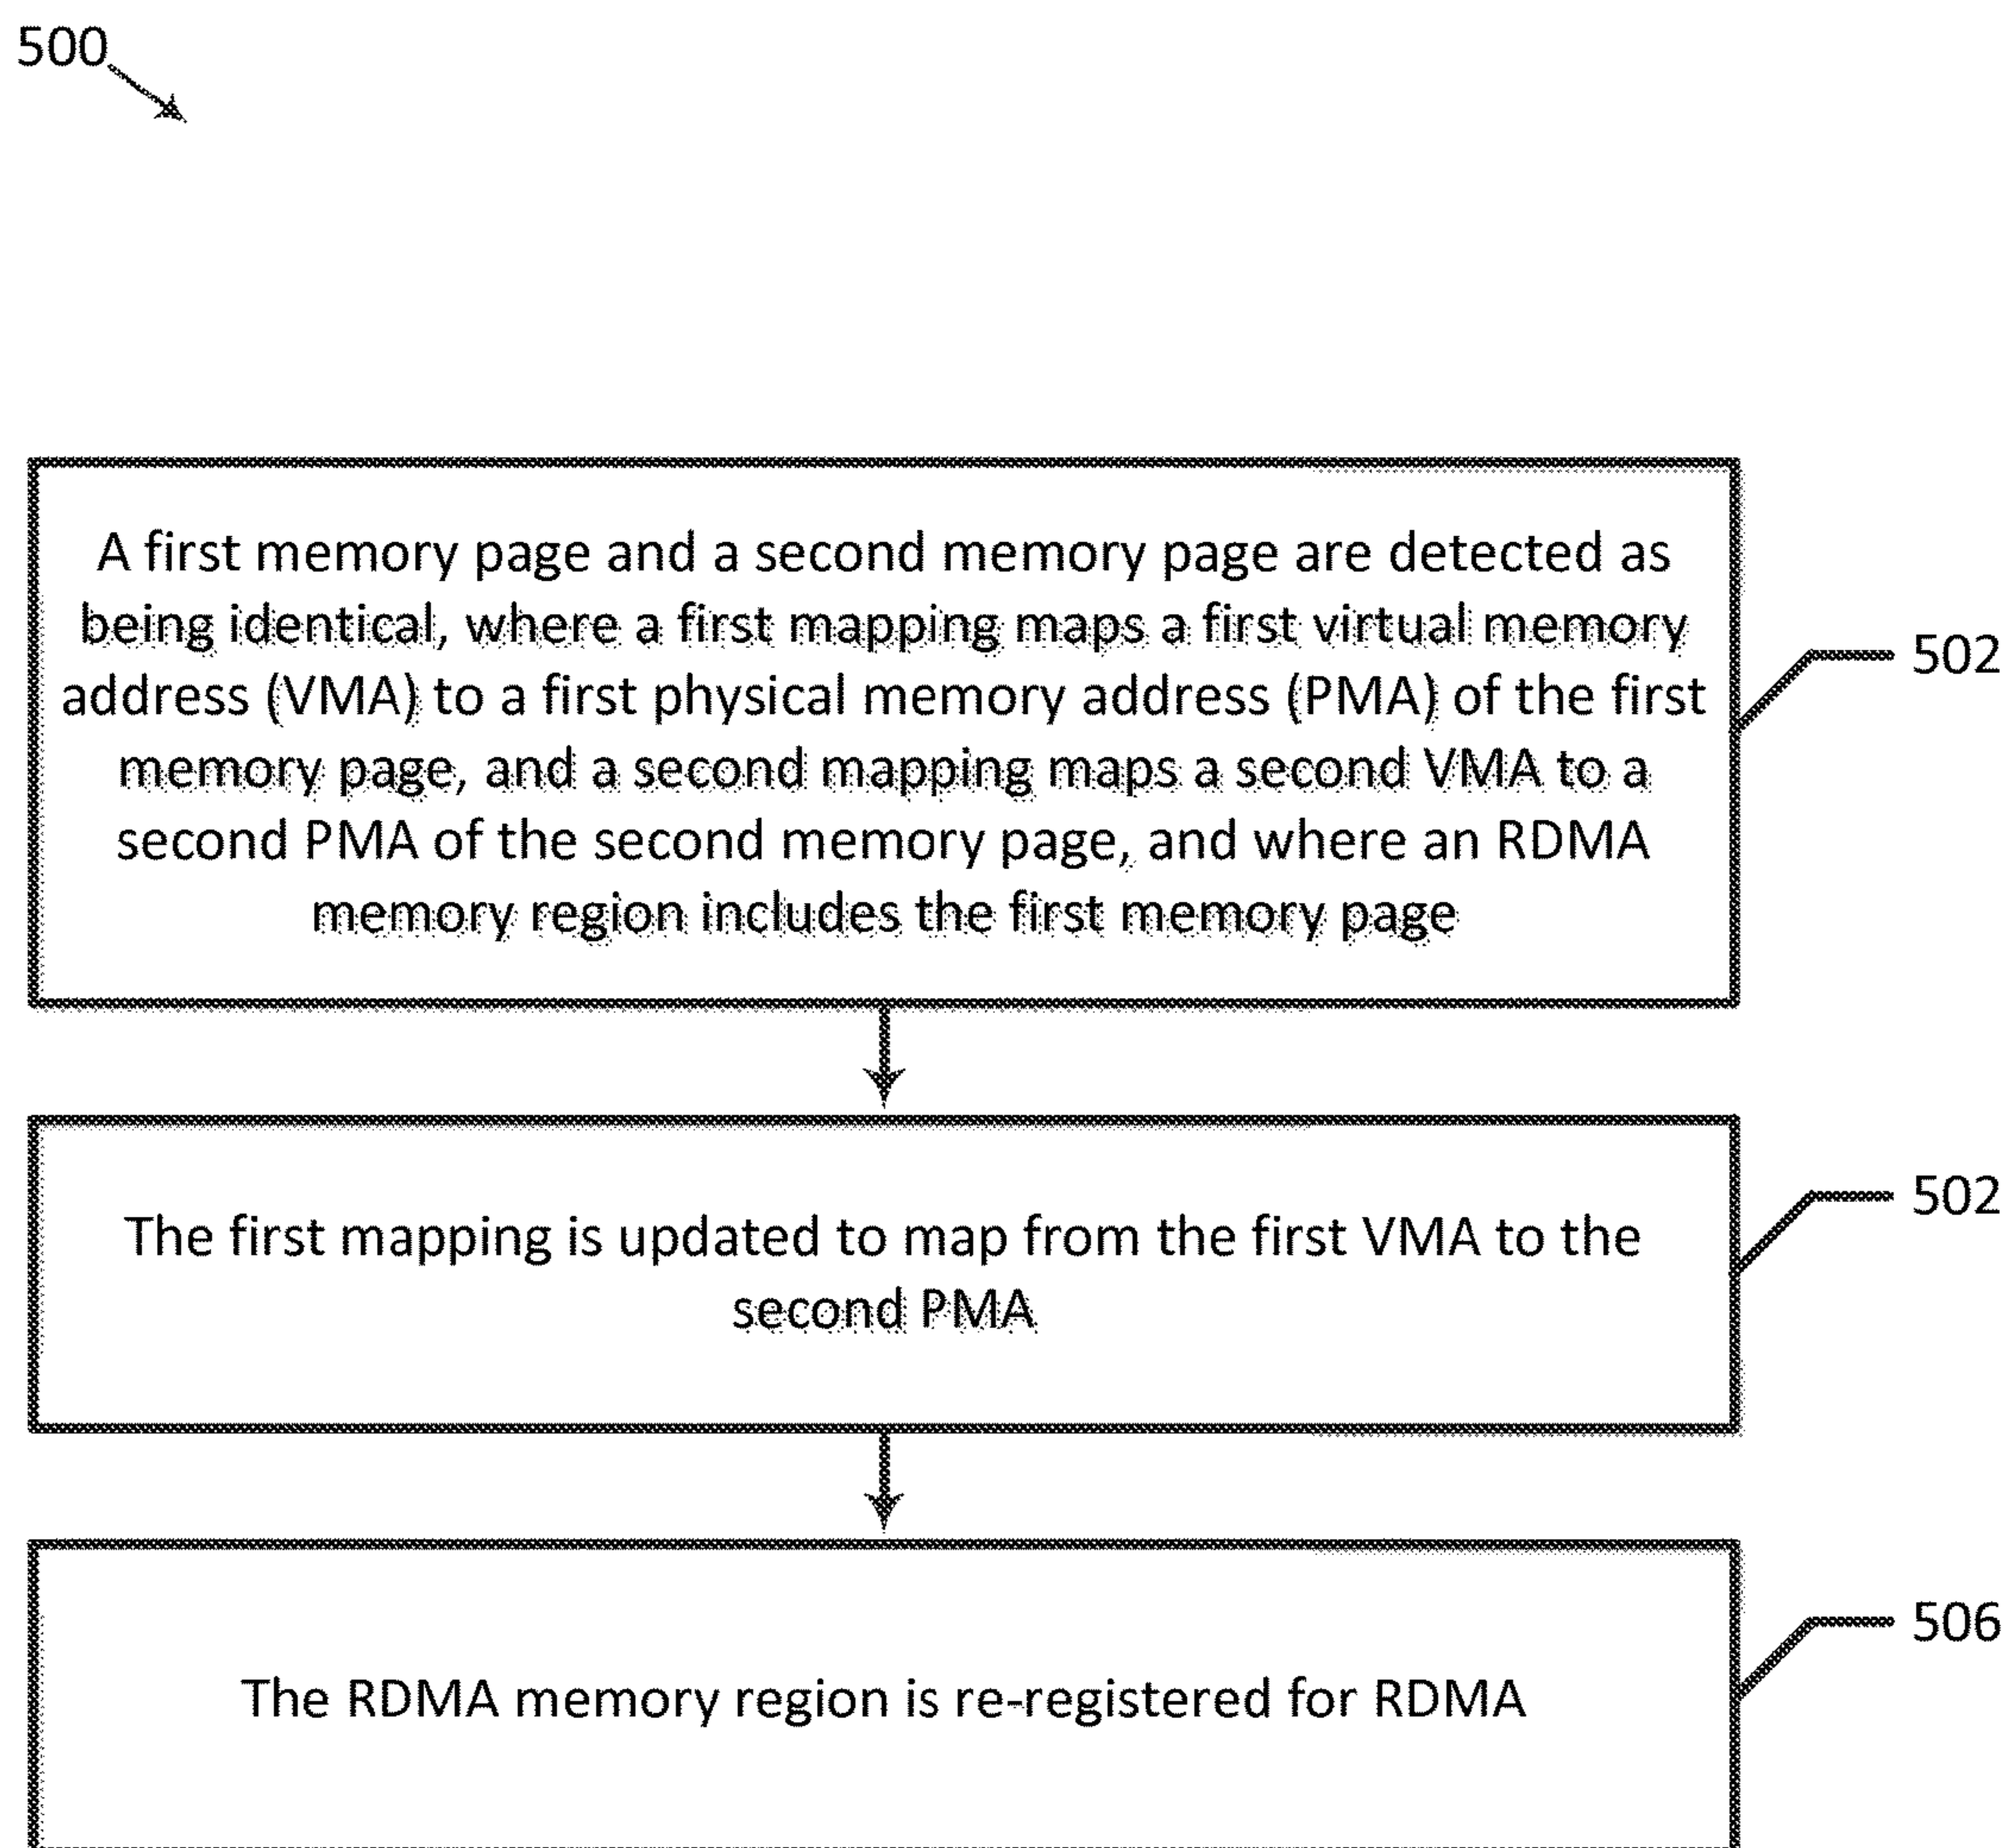 500
A first memory page and a second memory page are detected as
being identical, where a first mapping maps a first virtual memory
address (VMA) to a first physical memory address (PMA) of the first
memory page, and a second mapping maps a second VMA to a
second PMA of the second memory page, and where an RDMA
memory region includes the first memory page
502
The first mapping is updated to map from the first VMA to the
second PMA
502
The RDMA memory region is re-registered for RDMA
506